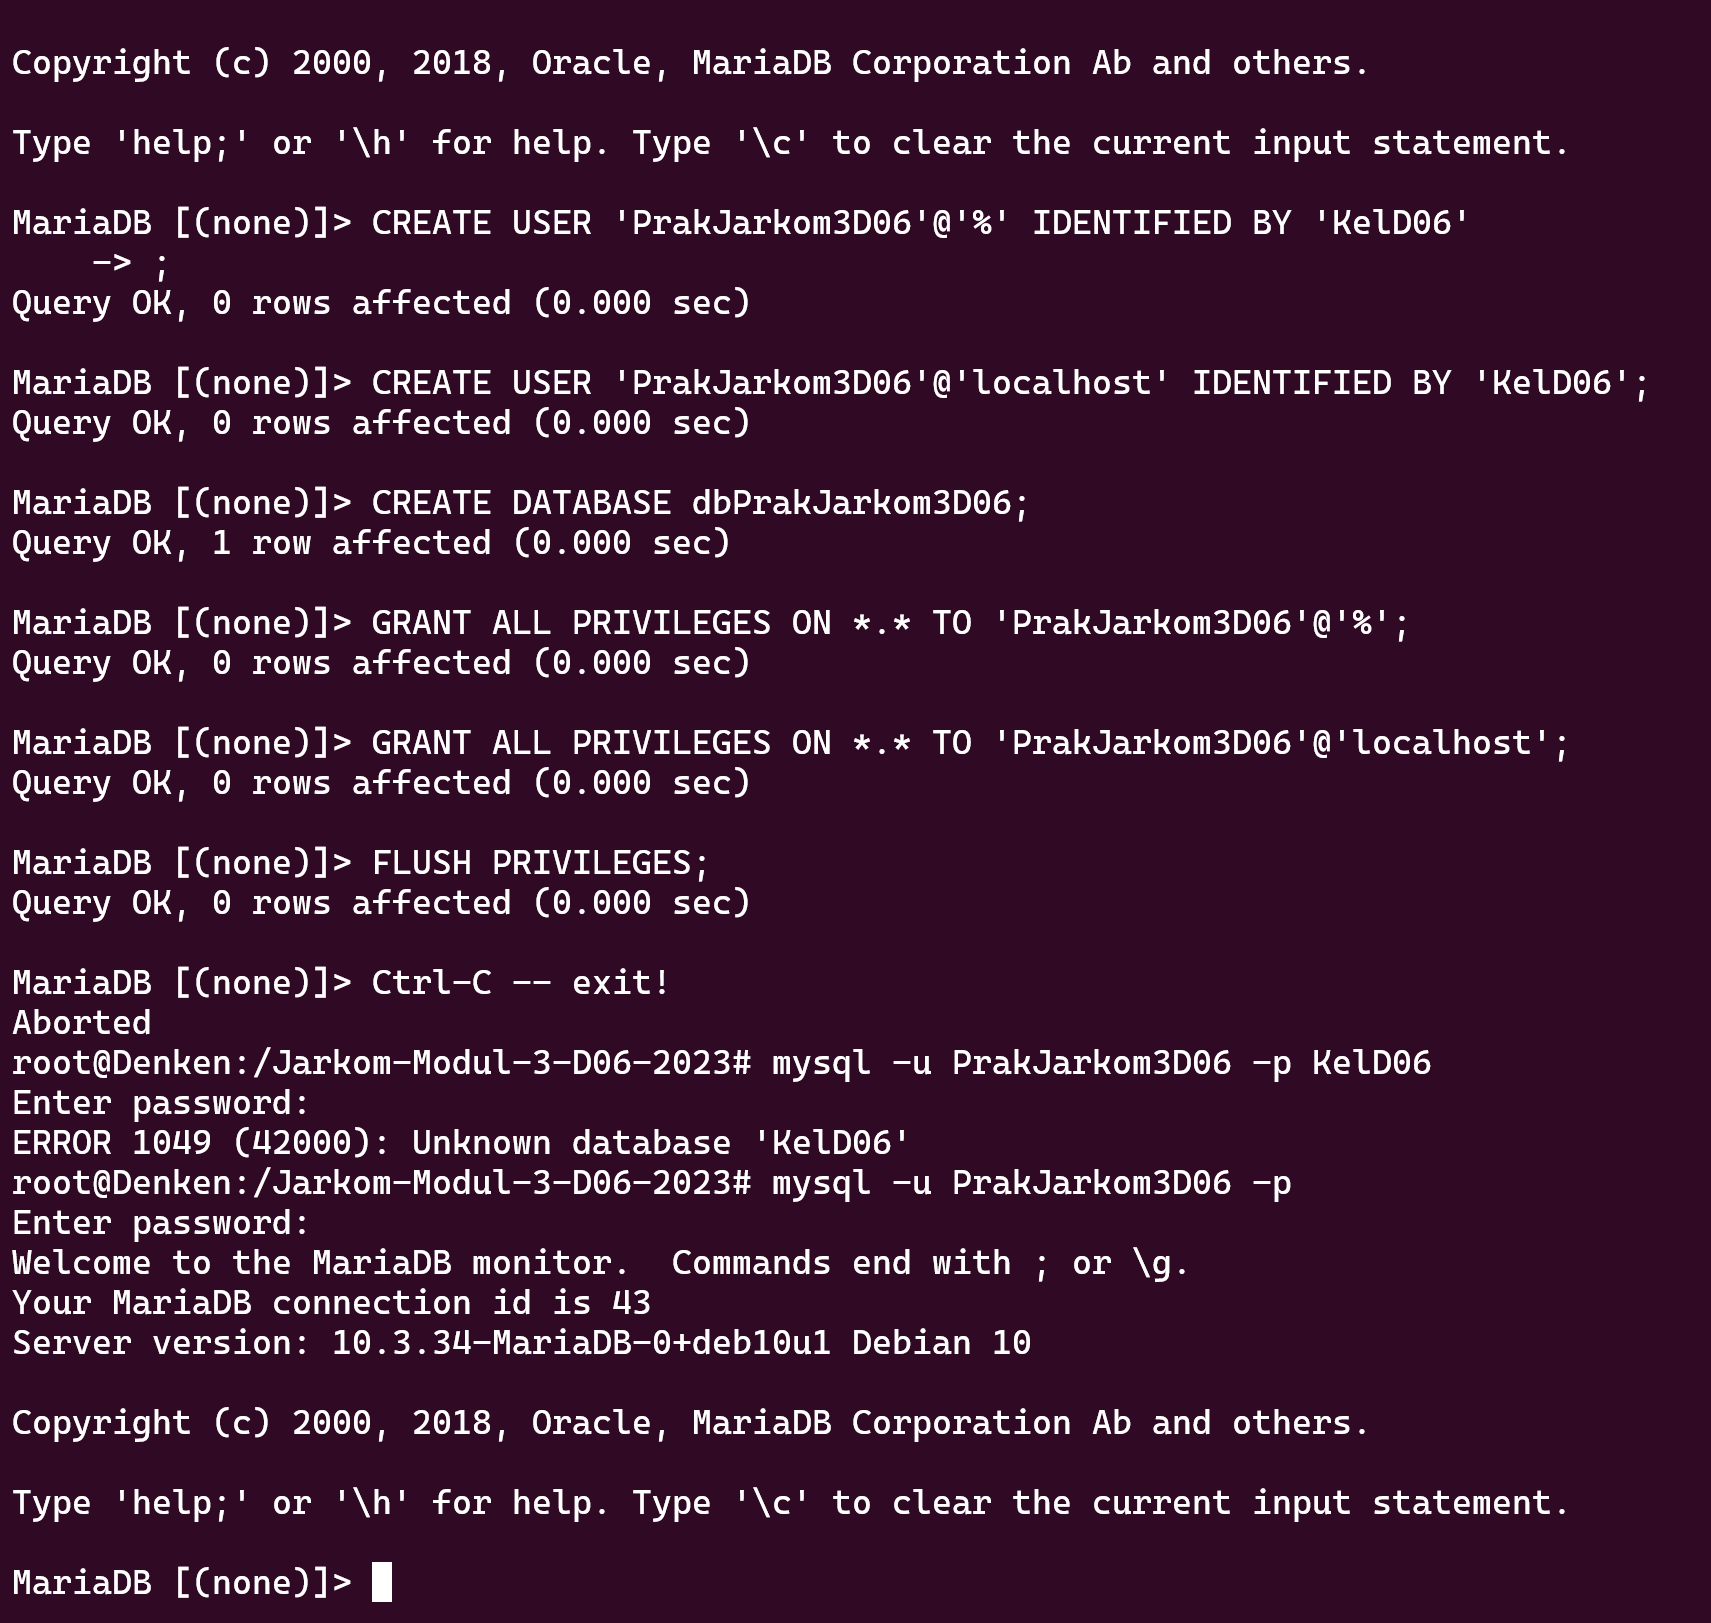 Copyright (c) 2000, 2018, Oracle, MariaDB Corporation Ab and others.
Type 'help;' or '\h' for help. Type '\c' to clear the current input statement.
MariaDB [(none)]> CREATE USER 'PrakJarkom3D06'@'%' IDENTIFIED BY 'KelD06'
    -> ;
Query OK, 0 rows affected (0.000 sec)
MariaDB [(none)]> CREATE USER 'PrakJarkom3D06'@'localhost' IDENTIFIED BY 'KelD06';
Query OK, 0 rows affected (0.000 sec)
MariaDB [(none)]> CREATE DATABASE dbPrakJarkom3D06;
Query OK, 1 row affected (0.000 sec)
MariaDB [(none)]> GRANT ALL PRIVILEGES ON *.* TO 'PrakJarkom3D06'@'%';
Query OK, 0 rows affected (0.000 sec)
MariaDB [(none)]> GRANT ALL PRIVILEGES ON *.* TO 'PrakJarkom3D06'@'localhost';
Query OK, 0 rows affected (0.000 sec)
MariaDB [(none)]> FLUSH PRIVILEGES;
Query OK, 0 rows affected (0.000 sec)
MariaDB [(none)]> Ctrl-C -- exit!
Aborted
root@Denken:/Jarkom-Modul-3-D06-2023# mysql -u PrakJarkom3D06 -p KelD06
Enter password:
ERROR 1049 (42000): Unknown database 'KelD06'
root@Denken:/Jarkom-Modul-3-D06-2023# mysql -u PrakJarkom3D06 -p
Enter password:
Welcome to the MariaDB monitor.  Commands end with ; or \g.
Your MariaDB connection id is 43
Server version: 10.3.34-MariaDB-0+deb10u1 Debian 10
Copyright (c) 2000, 2018, Oracle, MariaDB Corporation Ab and others.
Type 'help;' or '\h' for help. Type '\c' to clear the current input statement.
MariaDB [(none)]>